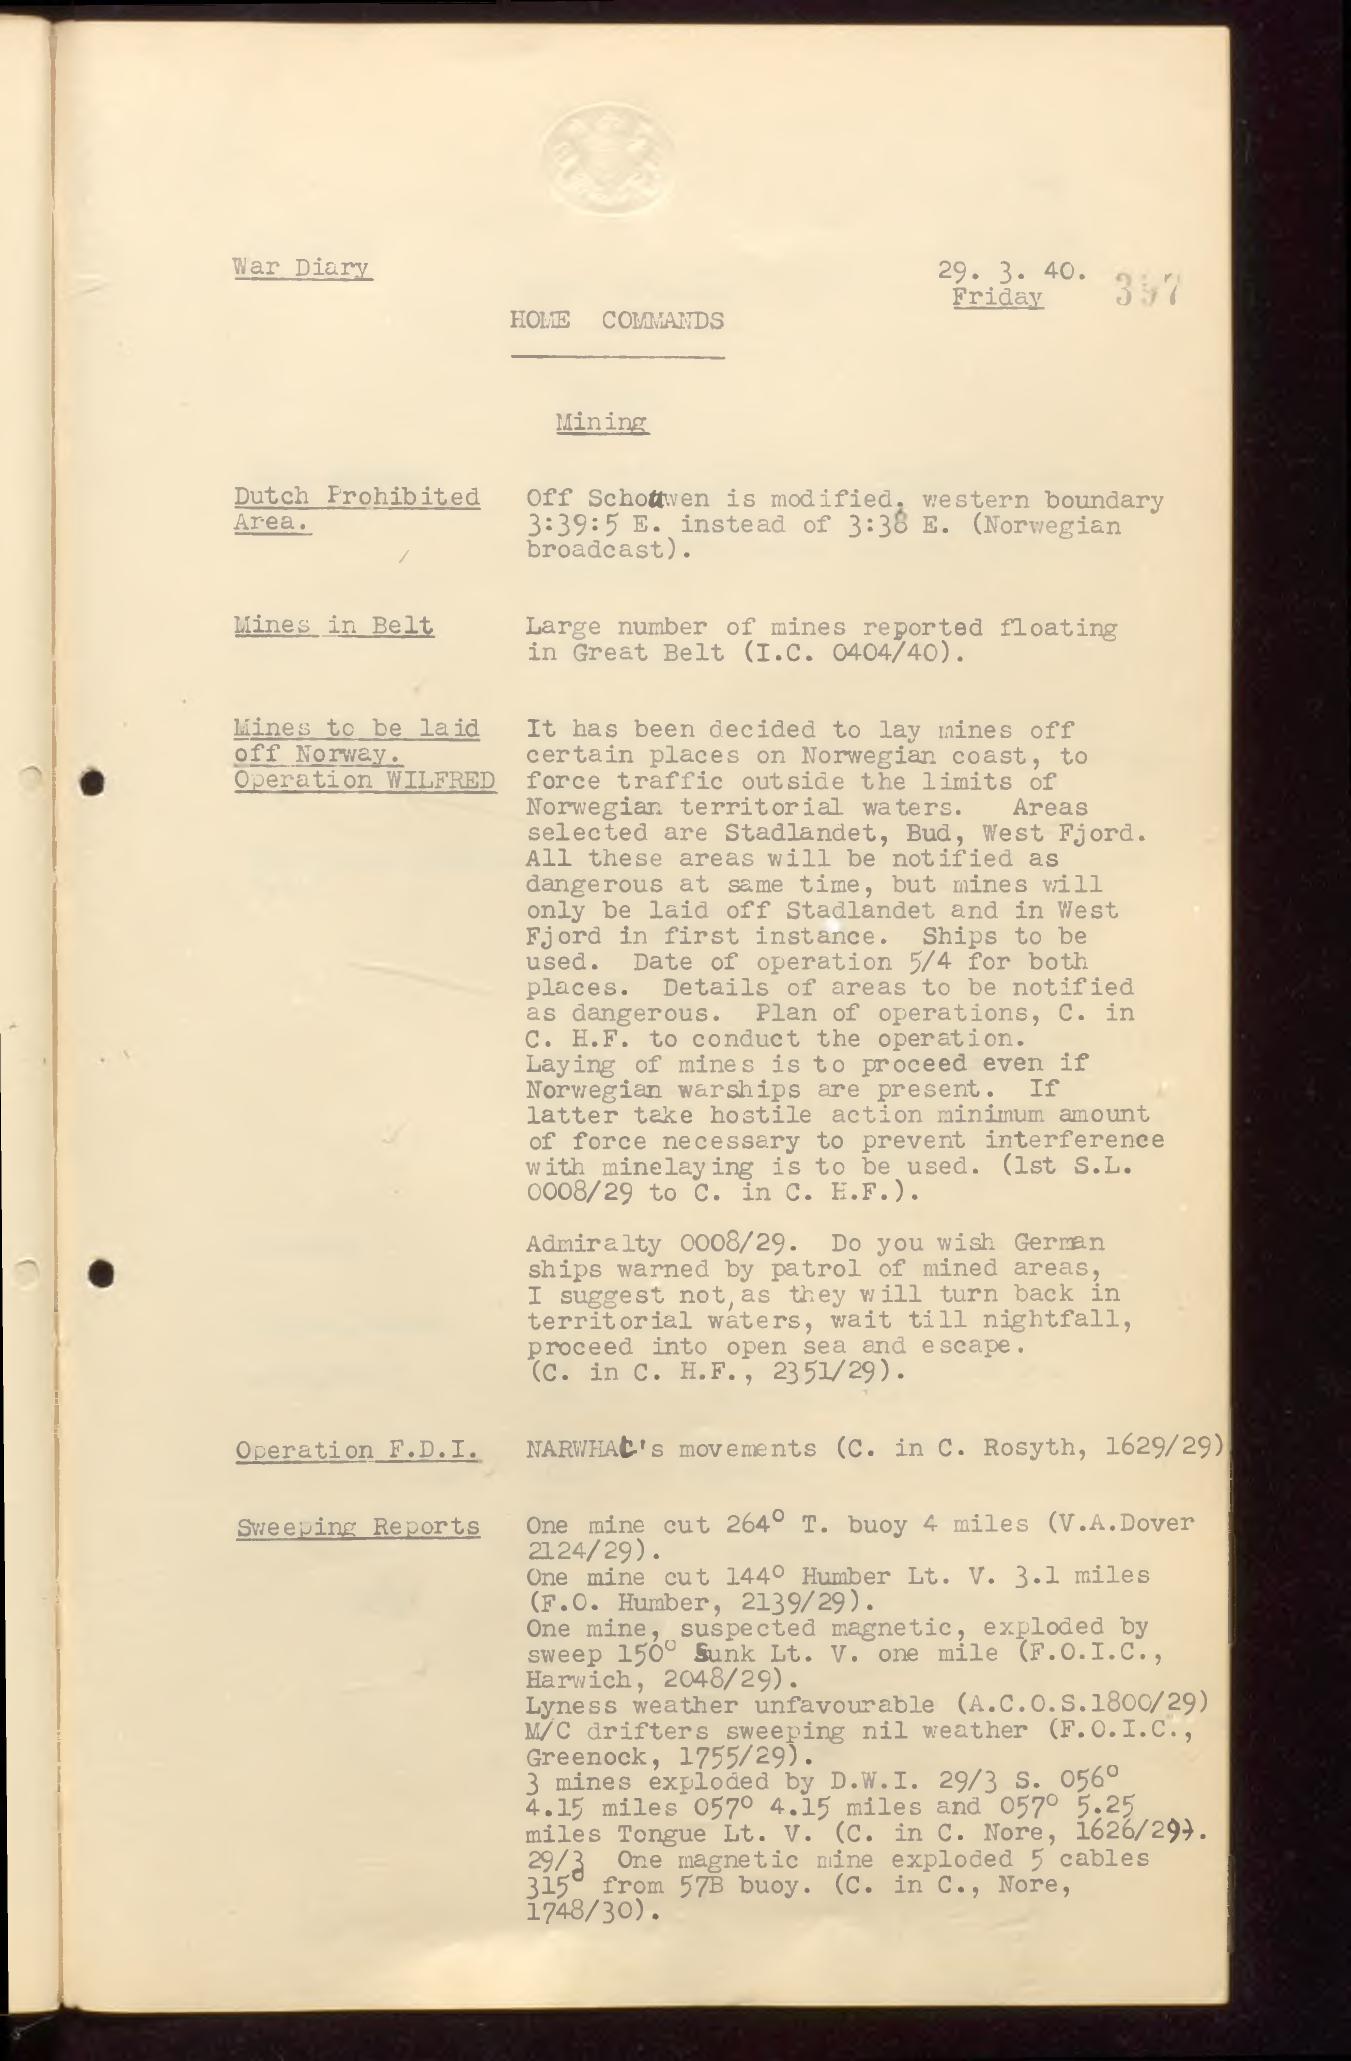 War Diary
29. 3. 40.
Friday
357
HOME COMMANDS
Mining
Dutch Prohibited
Area.
Off Schouwen is modified, western boundary
3:39:5 E. instead of 3:38 E. (Norwegian
broadcast).
Mines in Belt
Large number of mines reported floating
in Great Belt (I.C. 0404/40).
Mines to be laid
off Norway.
Operation WILFRED
It has been decided to lay mines off
certain places on Norwegian coast, to
force traffic outside the limits of
Norwegian territorial waters. Areas
selected are Stadlandet, Bud, West Fjord.
All these areas will be notified as
dangerous at same time, but mines will
only be laid off Stadlandet and in West
Fjord in first instance. Ships to be
used. Date of operation 5/4 for both
places. Details of areas to be notified
as dangerous. Plan of operations, C. in
C. H.F. to conduct the operation.
Laying of mines is to proceed even if
Norwegian warships are present. If
latter take hostile action minimum amount
of force necessary to prevent interference
with minelaying is to be used. (1st S.L.
0008/29 to C. in C. H.F.).
Admiralty 0008/29. Do you wish German
ships warned by patrol of mined areas,
I suggest not, as they will turn back in
territorial waters, wait till nightfall,
proceed into open sea and escape.
(C. in C. H.F., 2351/29).
Operation F.D.I.
NARWHAL's movements (C. in C. Rosyth, 1629/29)
Sweeping Reports
One mine cut 264° T. buoy 4 miles (V.A.Dover
2124/29).
One mine cut 144° Humber Lt. V. 3.1 miles
(F.O. Humber, 2139/29).
One mine, suspected magnetic, exploded by
sweep 150° Sunk Lt. V. one mile (F.O.I.C.,
Harwich, 2048/29).
Lyness weather unfavourable (A.C.O.S.1800/29)
M/C drifters sweeping nil weather (F.O.I.C.,
Greenock, 1755/29).
3 mines exploded by D.W.I. 29/3 S. 056°
4.15 miles 057° 4.15 miles and 057° 5.25
miles Tongue Lt. V. (C. in C. Nore, 1626/29).
29/3 One magnetic mine exploded 5 cables
315° from 57B buoy. (C. in C., Nore,
1748/30).